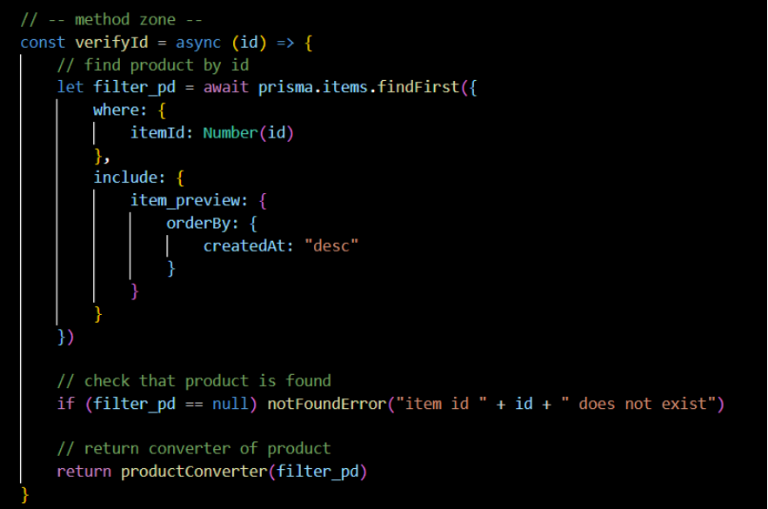 // -- method zone --
const verifyId = async (id) => {
    // find product by id
    let filter_pd = await prisma.items.findFirst({
        where: {
            itemId: Number(id)
        },
        include: {
            item_preview: {
                orderBy: {
                    createdAt: "desc"
                }
            }
        }
    })

    // check that product is found
    if (filter_pd == null) notFoundError("item id " + id + " does not exist")

    // return converter of product
    return productConverter(filter_pd)
}